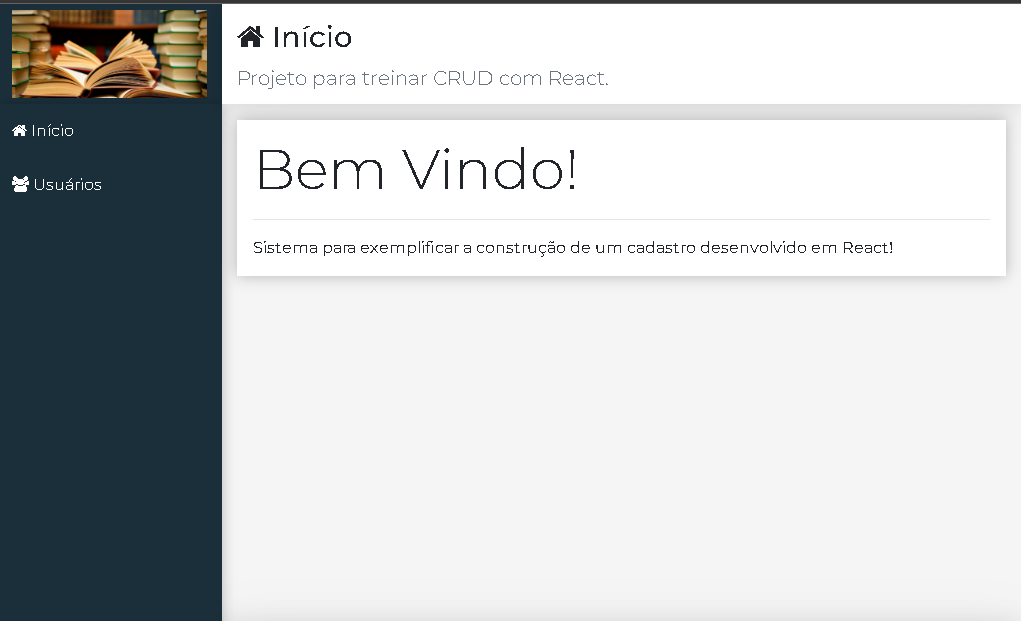 Início
Projeto para treinar CRUD com React.
Início
Usuários
Bem Vindo!
Sistema para exemplificar a construção de um cadastro desenvolvido em React!